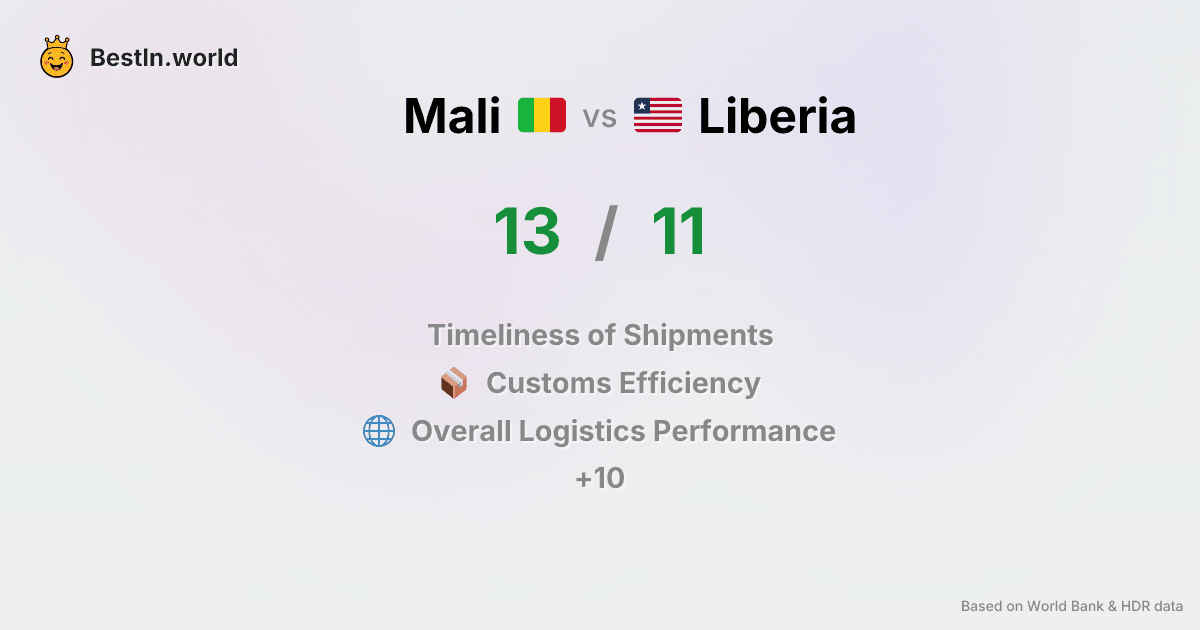 BestIn.world
Mali vs Liberia
13 / 11
Timeliness of Shipments
Customs Efficiency
Overall Logistics Performance
+10
Based on World Bank & HDR data